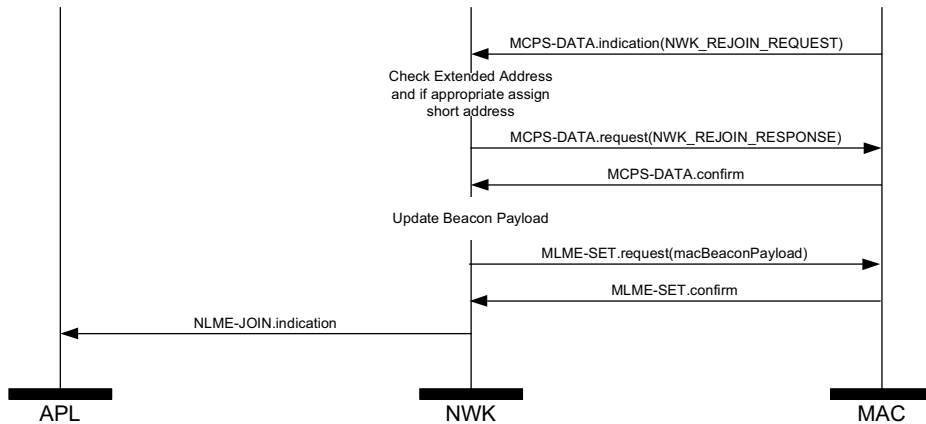 MCPS-DATA.indication(NWK_REJOIN_REQUEST)
Check Extended Address
and if appropriate assign
short address
MCPS-DATA.request(NWK_REJOIN_RESPONSE)
MCPS-DATA.confirm
Update Beacon Payload
MLME-SET.request(macBeaconPayload)
MLME-SET.confirm
NLME-JOIN.indication
APL
NWK
MAC